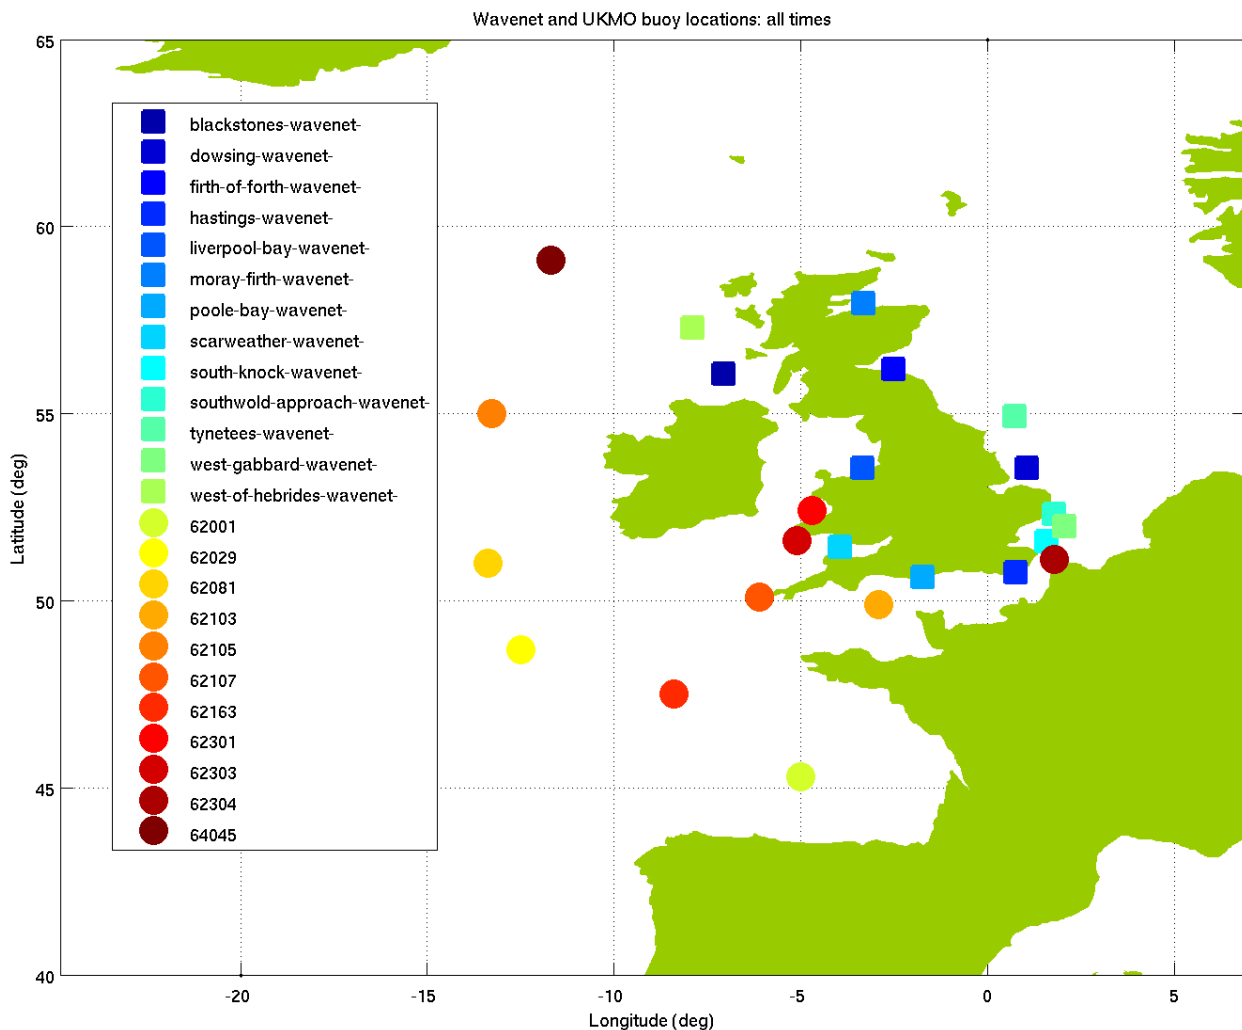 Wavenet and UKMO buoy locations: all times
65
60
55
50
45
40
Latitude (deg)
blackstones-wavenet-
dowsing-wavenet-
firth-of-forth-wavenet-
hastings-wavenet-
liverpool-bay-wavenet-
moray-firth-wavenet-
poole-bay-wavenet-
scarweather-wavenet-
south-knock-wavenet-
southwold-approach-wavenet-
tynetees-wavenet-
west-gabbard-wavenet-
west-of-hebrides-wavenet-
62001
62029
62081
62103
62105
62107
62163
62301
62303
62304
64045
-20 -15 -10 -5 0 5
Longitude (deg)